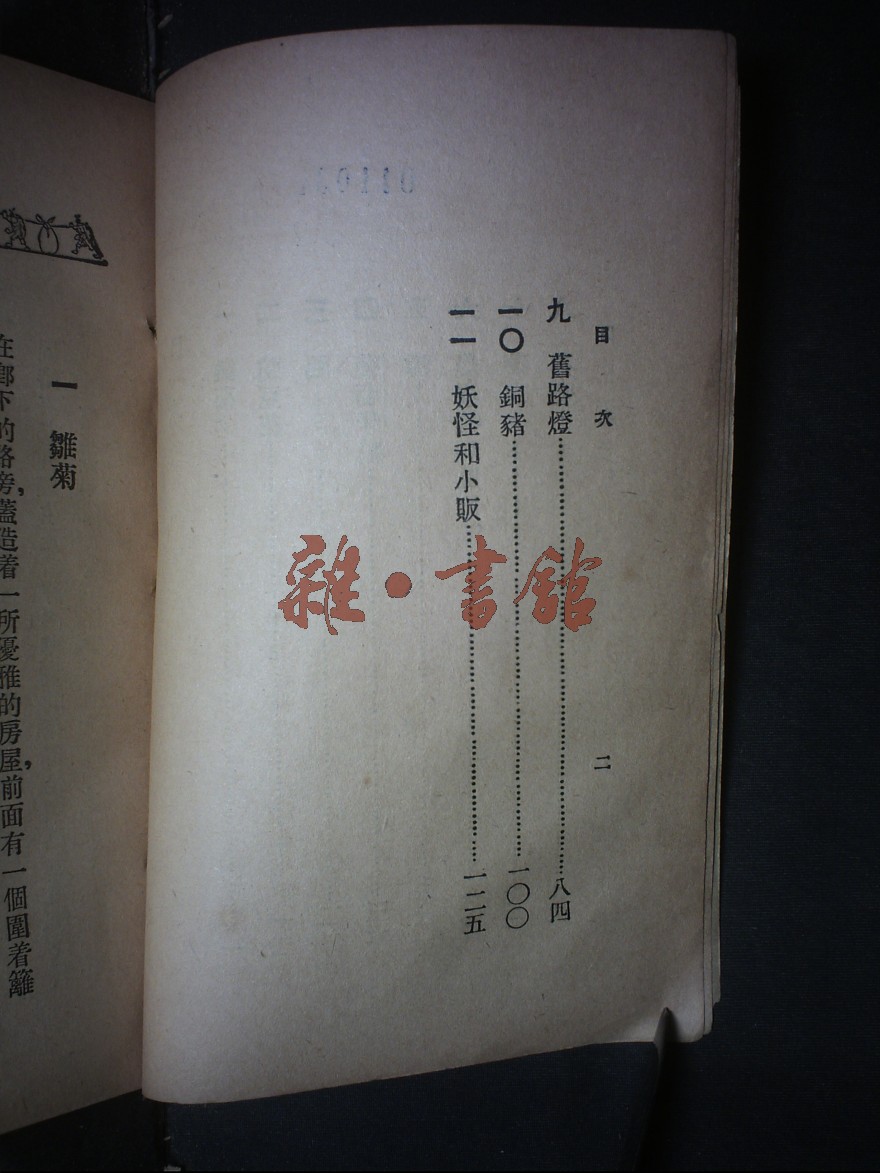 目次
二
九　舊路燈……八四
一〇　銅豬……一〇〇
一一　妖怪和小販……一二五
一　雛菊
在鄉下的路旁，蓋造着一所優雅的房屋，前面有一個圍着籬
雜・書館